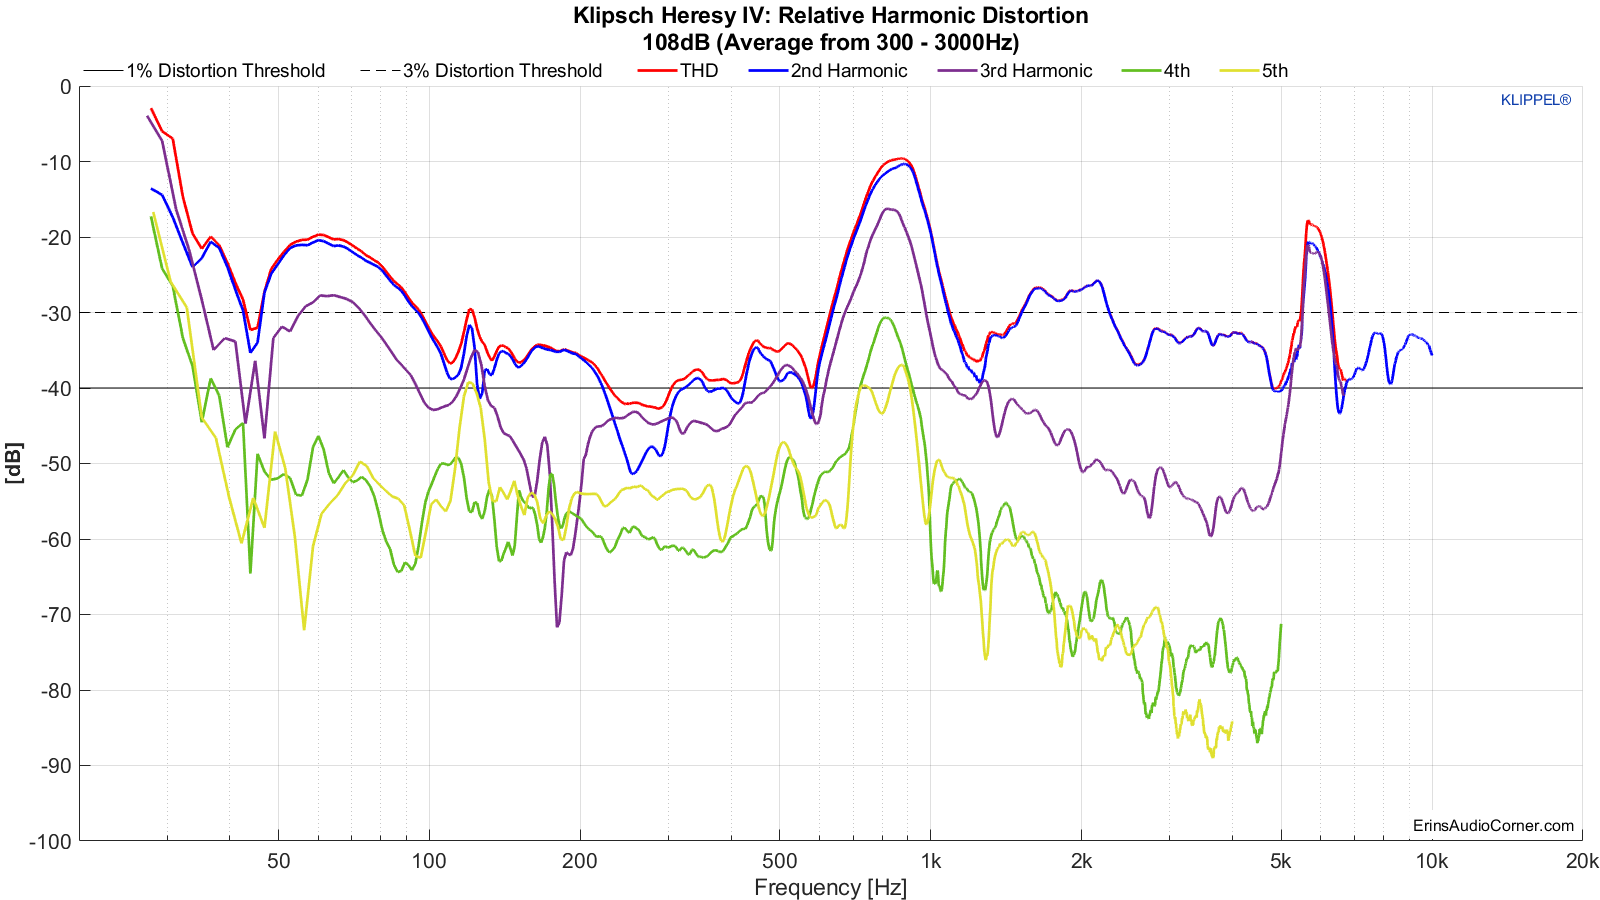 Klipsch Heresy IV: Relative Harmonic Distortion
108dB (Average from 300 - 3000Hz)
1% Distortion Threshold 3% Distortion Threshold THD 2nd Harmonic 3rd Harmonic 4th 5th
KLIPPEL®
0
-10
-20
-30
-40
-50
-60
-70
-80
-90
-100
[dB]
ErinsAudioCorner.com
50 100 200 500 1k 2k 5k 10k 20k
Frequency [Hz]